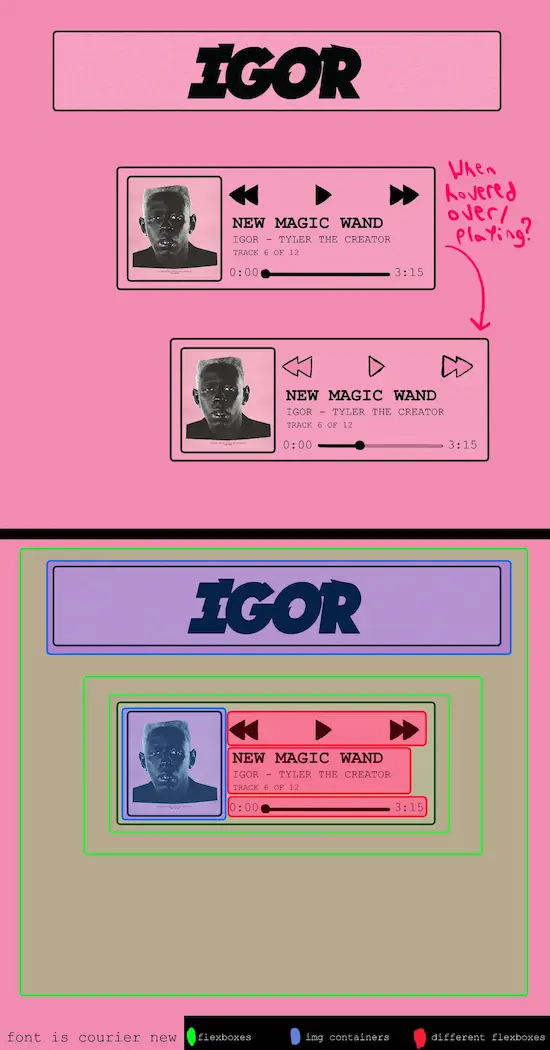 IGOR
NEW MAGIC WAND
IGOR - TYLER THE CREATOR
TRACK 6 OF 12
0:00 3:15
When
hovered
over/
playing?
NEW MAGIC WAND
IGOR - TYLER THE CREATOR
TRACK 6 OF 12
0:00 3:15
IGOR
NEW MAGIC WAND
IGOR - TYLER THE CREATOR
TRACK 6 OF 12
0:00 3:15
font is courier new
flexboxes
img containers
different flexboxes